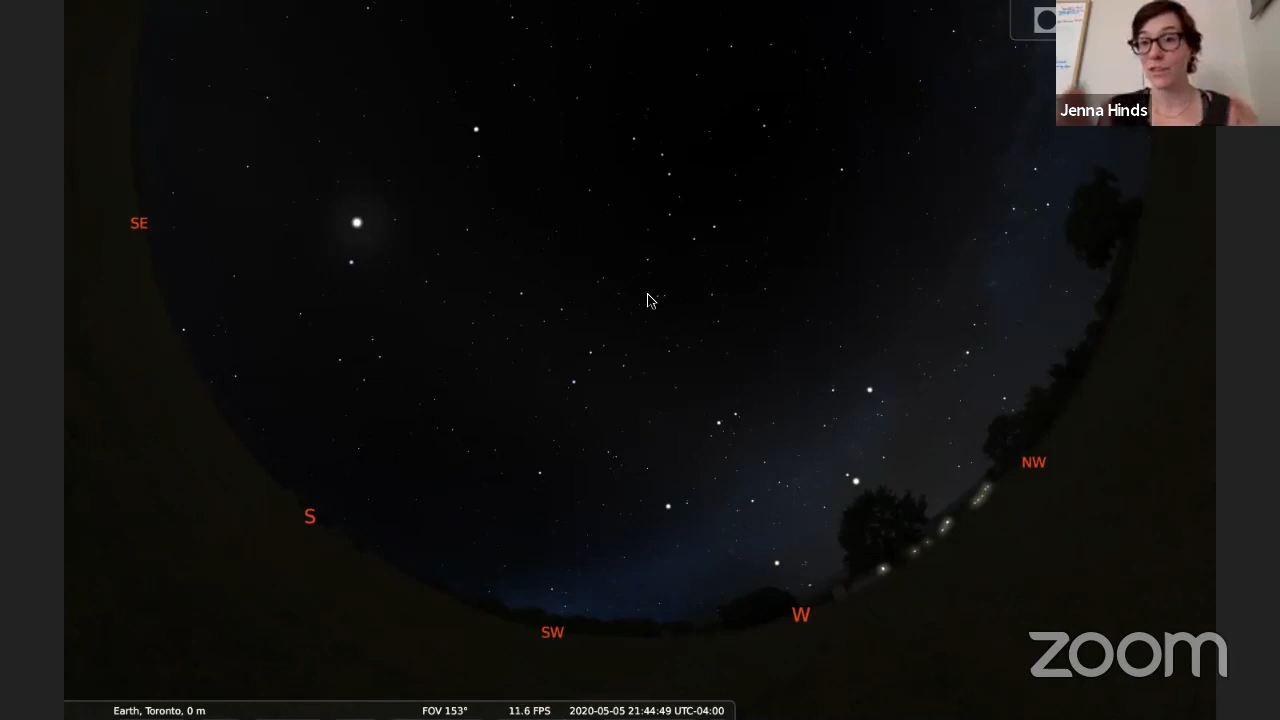 Jenna Hinds
SE
NW
S
W
SW
zoom
Earth, Toronto, 0 m FOV 153° 11.6 FPS 2020-05-05 21:44:49 UTC-04:00